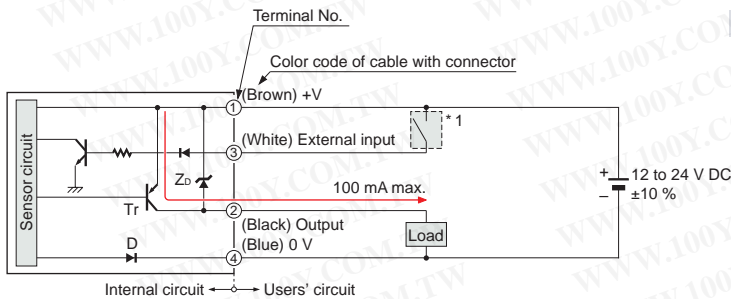 Terminal No.
Color code of cable with connector
(Brown) +V
1
* 1
(White) External input
3
Sensor circuit
ZD
100 mA max.
+
12 to 24 V DC
−
±10 %
Tr
2
(Black) Output
Load
(Blue) 0 V
D
4
Internal circuit
Users' circuit
WWW.100Y.COM.TW